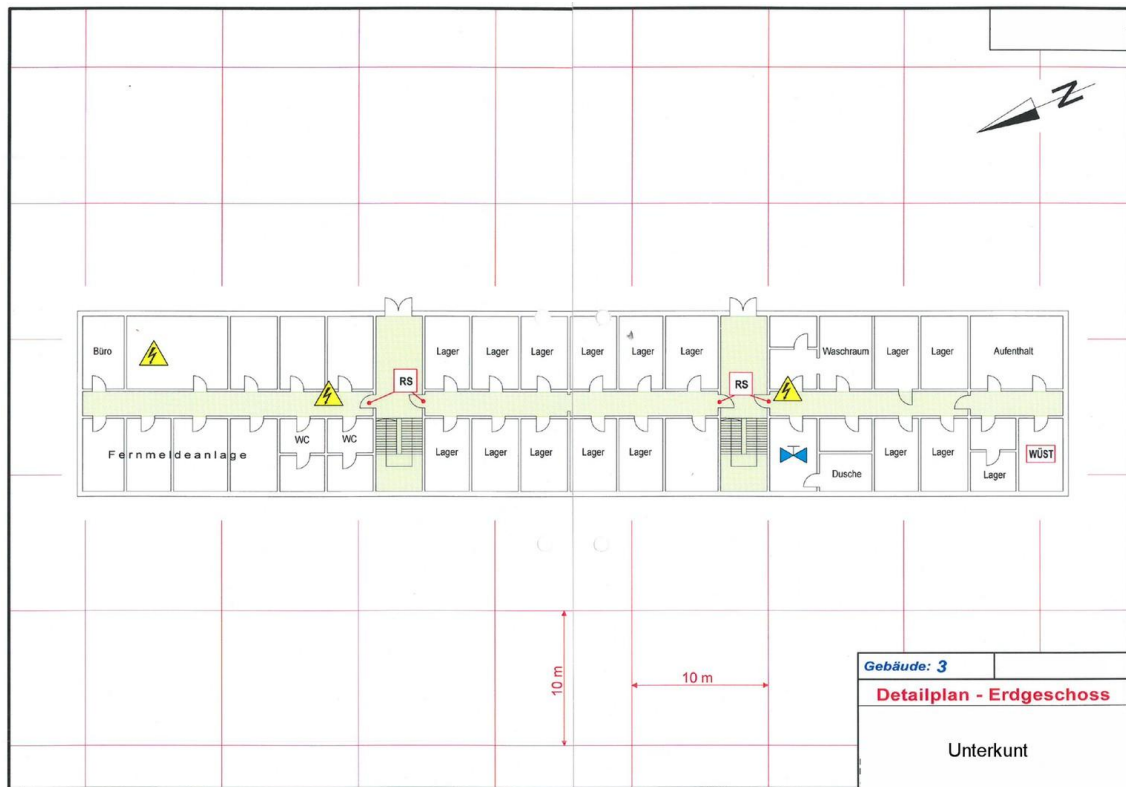 N
Büro
Lager
Lager
Lager
Lager
Lager
Lager
Waschraum
Lager
Lager
Aufenthalt
RS
RS
WC
WC
Fernmeldeanlage
Lager
Lager
Lager
Lager
Lager
Dusche
Lager
Lager
Lager
WÜST
10 m
10 m
Gebäude: 3
Detailplan - Erdgeschoss
Unterkunt